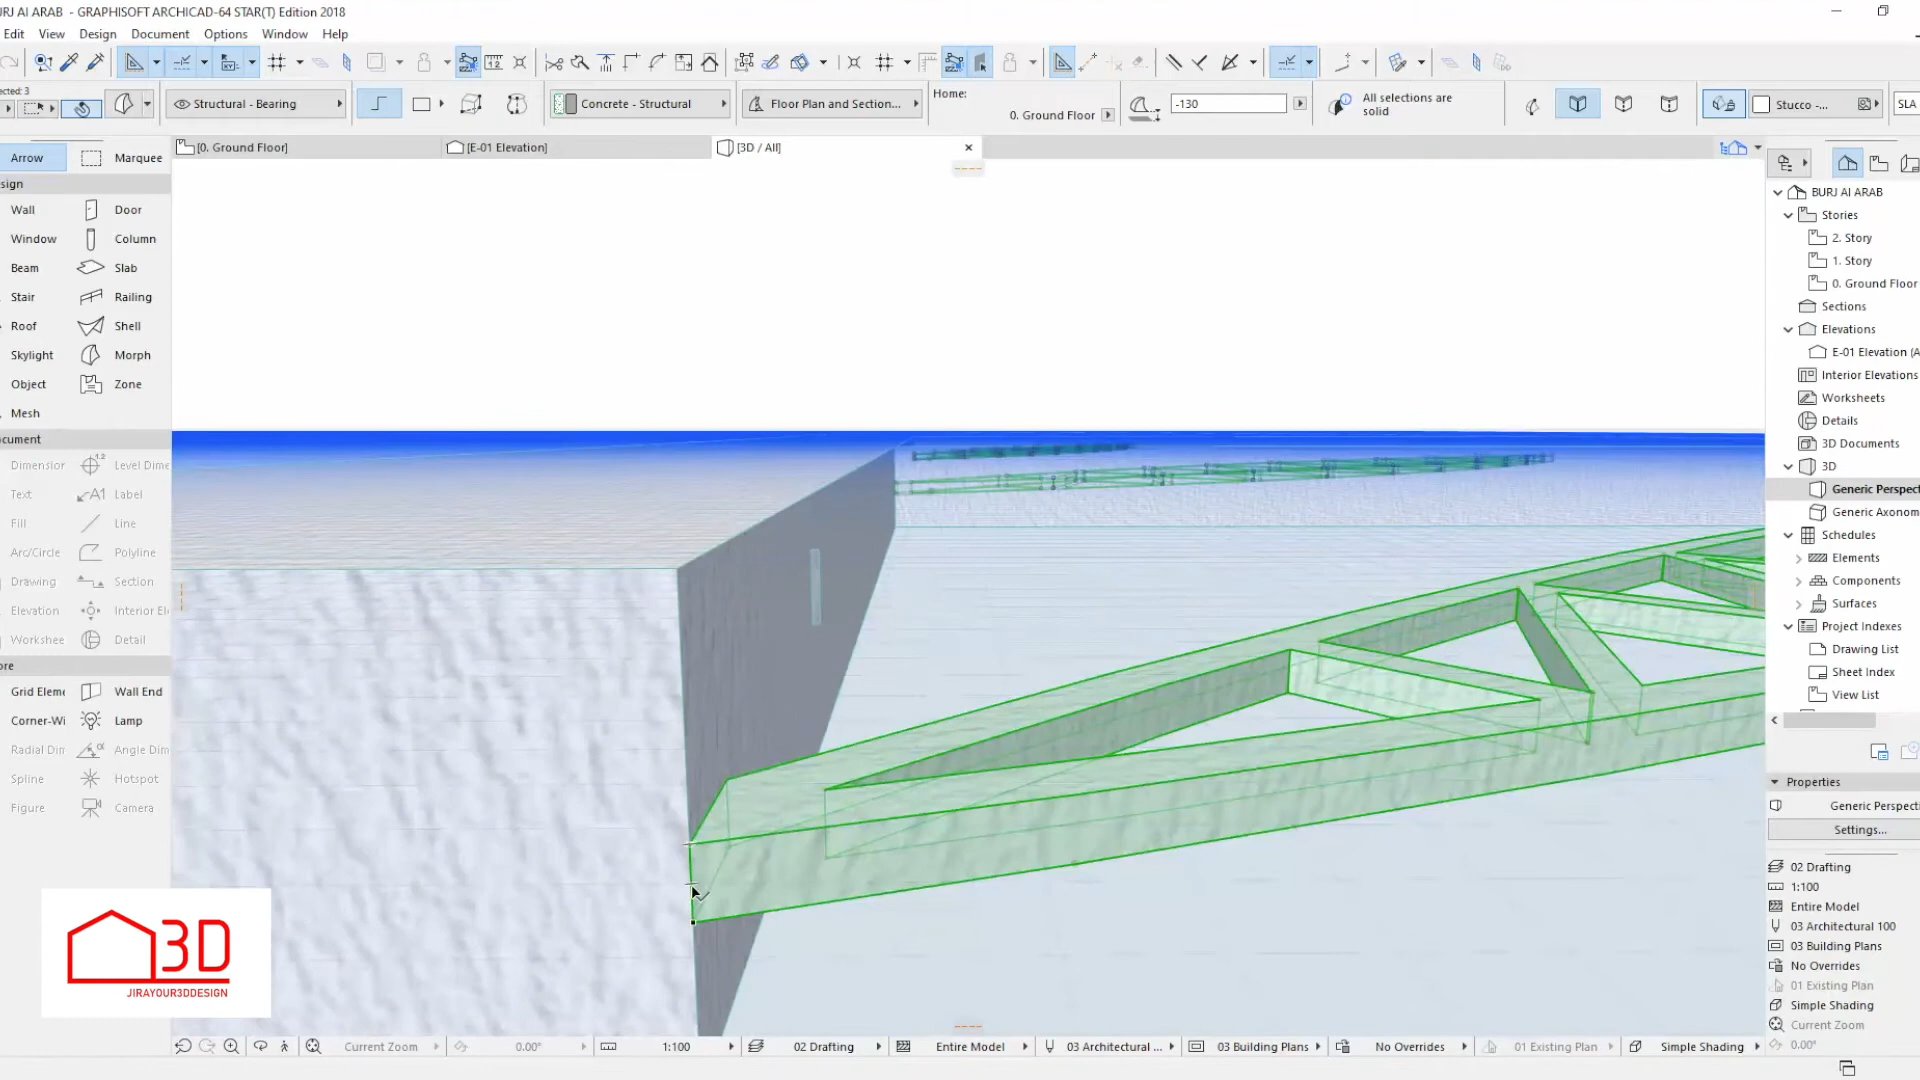 URJ Al ARAB - GRAPHISOFT ARCHICAD-64 STAR(T) Edition 2018
Edit View Design Document Options Window Help
ected: 3
Structural - Bearing
Concrete - Structural
Floor Plan and Section...
Home:
0. Ground Floor
-130
All selections are
solid
Stucco -...
SLA
[0. Ground Floor]
[E-01 Elevation]
[3D / All]
Arrow
Marquee
sign
Wall
Door
Window
Column
Beam
Slab
Stair
Railing
Roof
Shell
Skylight
Morph
Object
Zone
Mesh
cument
Dimension
Level Dime
Text
A1
Label
Fill
Line
Arc/Circle
Polyline
Drawing
Section
Elevation
Interior El
Workshee
Detail
ore
Grid Eleme
Wall End
Corner-Wi
Lamp
Radial Dim
Angle Dim
Spline
Hotspot
Figure
Camera
BURJ Al ARAB
Stories
2. Story
1. Story
0. Ground Floor
Sections
Elevations
E-01 Elevation (A
Interior Elevations
Worksheets
Details
3D Documents
3D
Generic Perspect
Generic Axonom
Schedules
Elements
Components
Surfaces
Project Indexes
Drawing List
Sheet Index
View List
Properties
Generic Perspecti
Settings...
02 Drafting
1:100
Entire Model
03 Architectural 100
03 Building Plans
No Overrides
01 Existing Plan
Simple Shading
Current Zoom
0.00°
3D
JIRAYOUR3DDESIGN
Current Zoom
0.00°
1:100
02 Drafting
Entire Model
03 Architectural ...
03 Building Plans
No Overrides
01 Existing Plan
Simple Shading